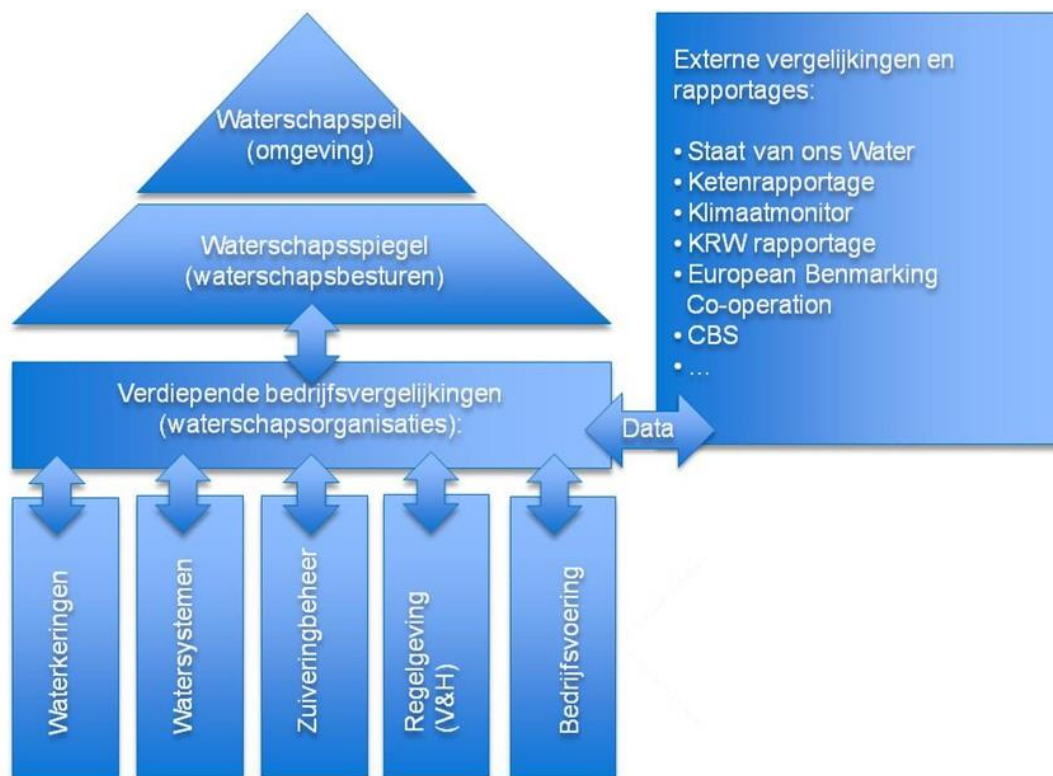 Waterschapspeil
(omgeving)
Waterschapsspiegel
(waterschapsbesturen)
Verdiepende bedrijfsvergelijkingen
(waterschapsorganisaties):
Data
Externe vergelijkingen en
rapportages:
• Staat van ons Water
• Ketenrapportage
• Klimaatmonitor
• KRW rapportage
• European Benmarking
Co-operation
• CBS
• ...
Waterkeringen
Watersystemen
Zuiveringbeheer
Regelgeving
(V&H)
Bedrijfsvoering